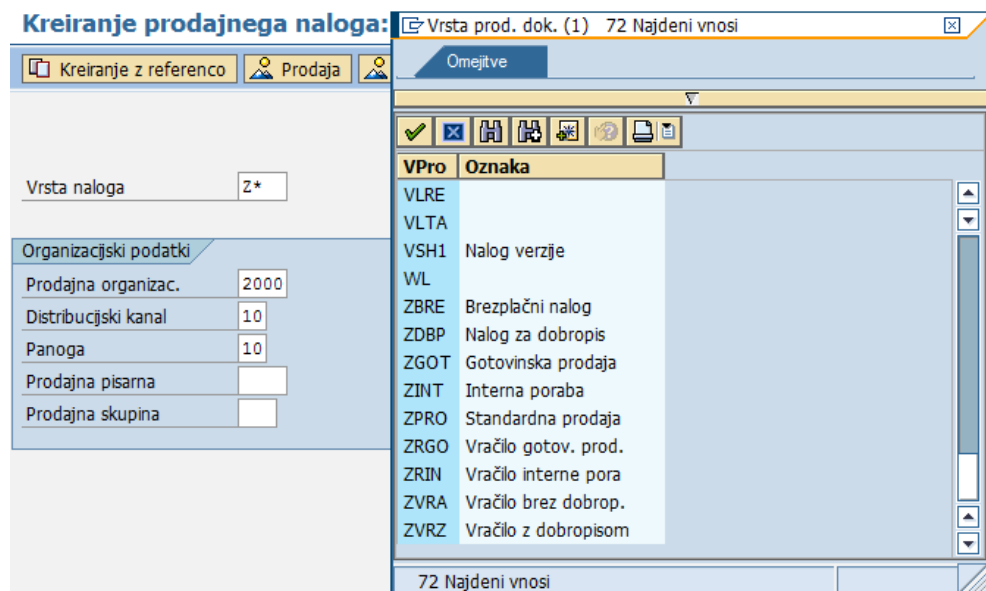 Kreiranje prodajnega naloga:
Kreiranje z referenco Prodaja
Vrsta naloga Z*
Organizacijski podatki
Prodajna organizac. 2000
Distribucijski kanal 10
Panoga 10
Prodajna pisarna
Prodajna skupina
Vrsta prod. dok. (1) 72 Najdeni vnosi
Omejitve
VPro Oznaka
VLRE
VLTA
VSH1 Nalog verzije
WL
ZBRE Brezplačni nalog
ZDBP Nalog za dobropis
ZGOT Gotovinska prodaja
ZINT Interna poraba
ZPRO Standardna prodaja
ZRGO Vračilo gotov. prod.
ZRIN Vračilo interne pora
ZVRA Vračilo brez dobrop.
ZVRZ Vračilo z dobropisom
72 Najdeni vnosi